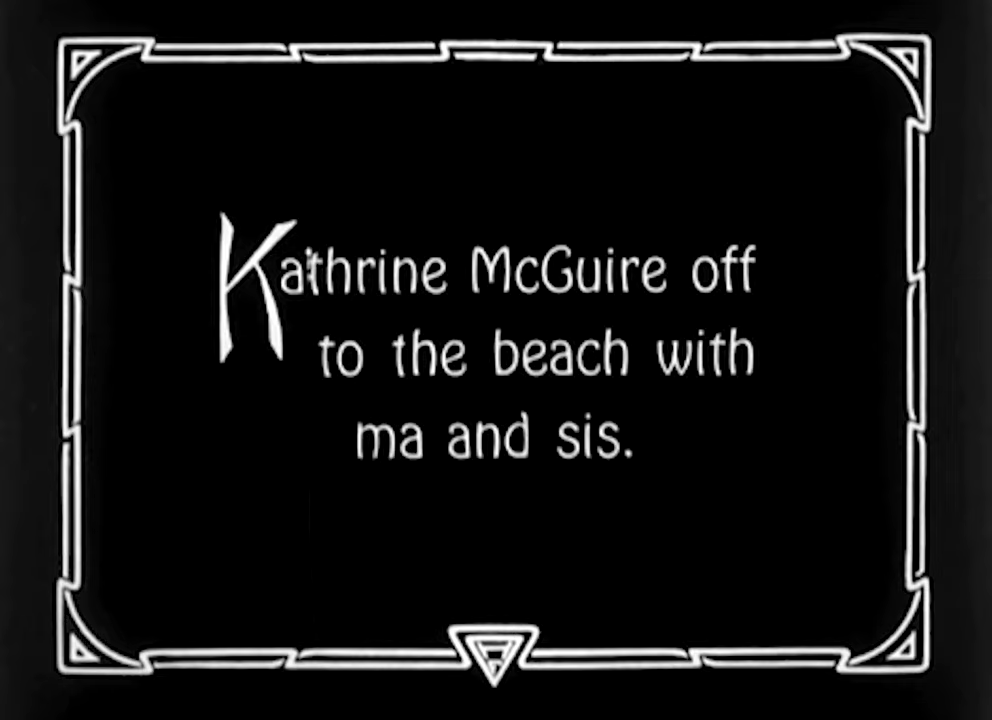 Kathrine McGuire off
to the beach with
ma and sis.